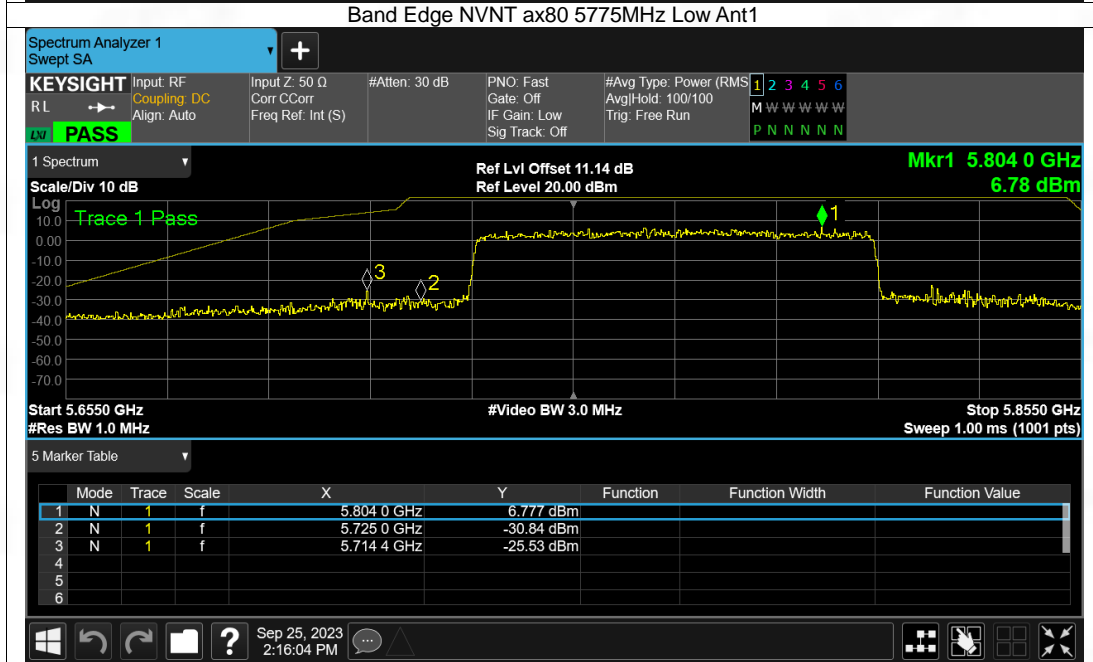 Band Edge NVNT ax80 5775MHz Low Ant1
Spectrum Analyzer 1
Swept SA
KEYSIGHT Input: RF Input Z: 50 Ω #Atten: 30 dB PNO: Fast #Avg Type: Power (RMS 1 2 3 4 5 6
RL Coupling: DC Corr CCorr Gate: Off Avg|Hold: 100/100 M W W W W W
Align: Auto Freq Ref: Int (S) IF Gain: Low Trig: Free Run
LXI PASS Sig Track: Off P N N N N N
1 Spectrum
Ref Lvl Offset 11.14 dB Mkr1 5.804 0 GHz
Scale/Div 10 dB Ref Level 20.00 dBm 6.78 dBm
Log
10.0 Trace 1 Pass 1
0.00
-10.0
-20.0 3 2
-30.0
-40.0
-50.0
-60.0
-70.0
Start 5.6550 GHz #Video BW 3.0 MHz Stop 5.8550 GHz
#Res BW 1.0 MHz Sweep 1.00 ms (1001 pts)
5 Marker Table
Mode Trace Scale X Y Function Function Width Function Value
1 N 1 f 5.804 0 GHz 6.777 dBm
2 N 1 f 5.725 0 GHz -30.84 dBm
3 N 1 f 5.714 4 GHz -25.53 dBm
4
5
6
? Sep 25, 2023
2:16:04 PM